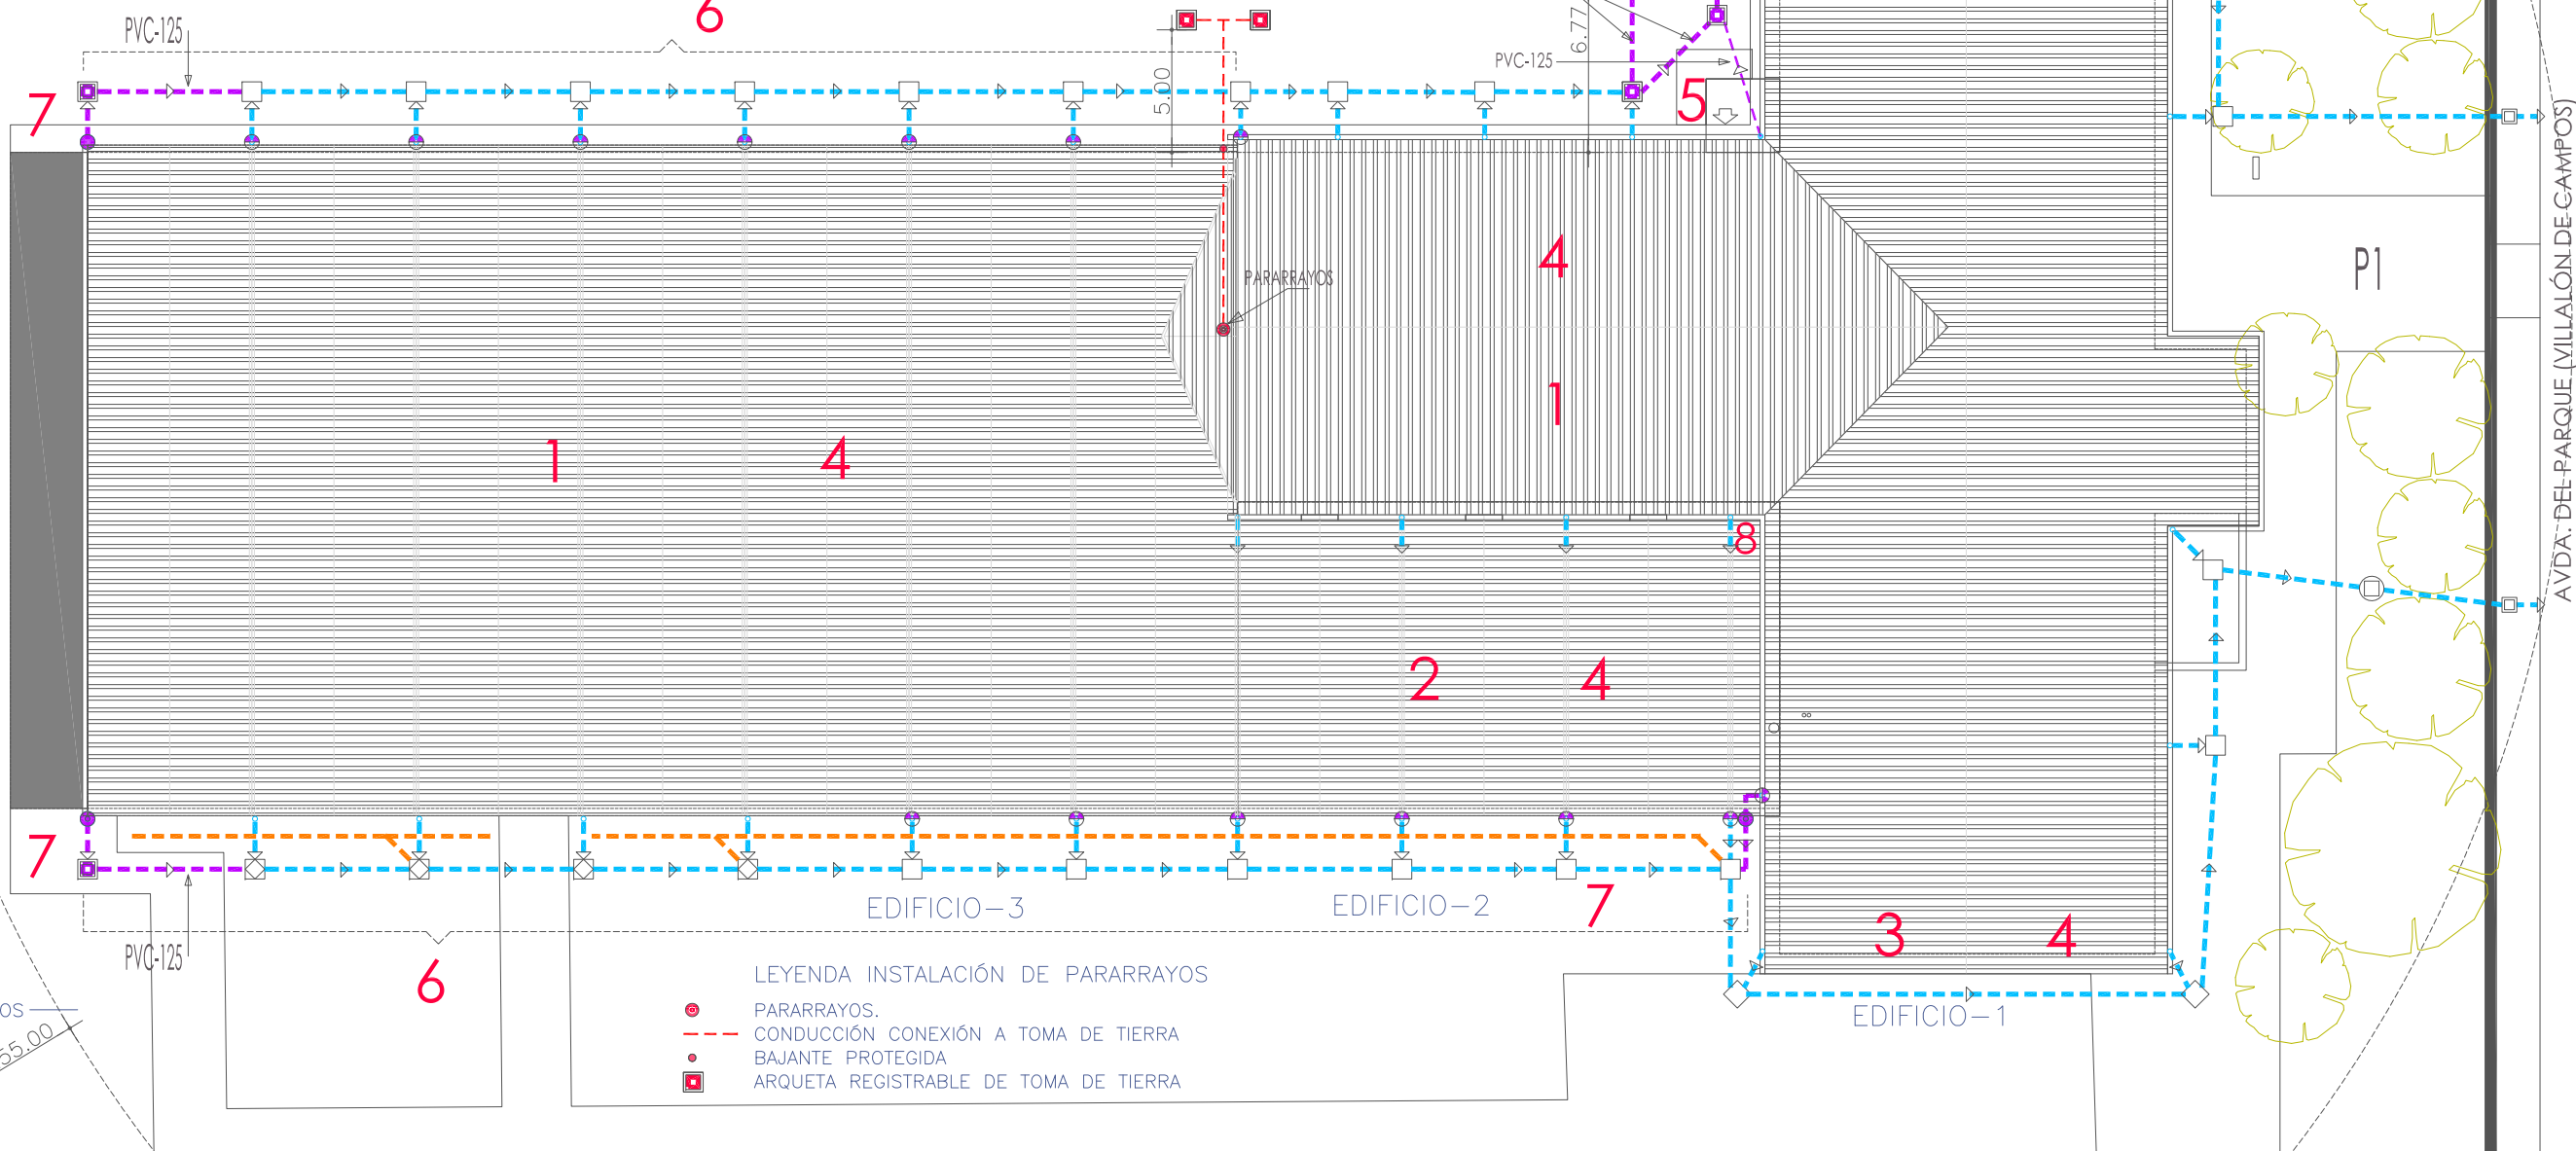 6
PVC-125
6.77
PVC-125
5.00
7
5
4
PARARRAYOS
P1
AVDA. DEL PARQUE (VILLALÓN DE CAMPOS)
1
1
4
8
2
4
8
7
EDIFICIO-3
EDIFICIO-2
7
3
4
PVC-125
6
LEYENDA INSTALACIÓN DE PARARRAYOS
PARARRAYOS.
CONDUCCIÓN CONEXIÓN A TOMA DE TIERRA
BAJANTE PROTEGIDA
ARQUETA REGISTRABLE DE TOMA DE TIERRA
EDIFICIO-1
OS
55.00